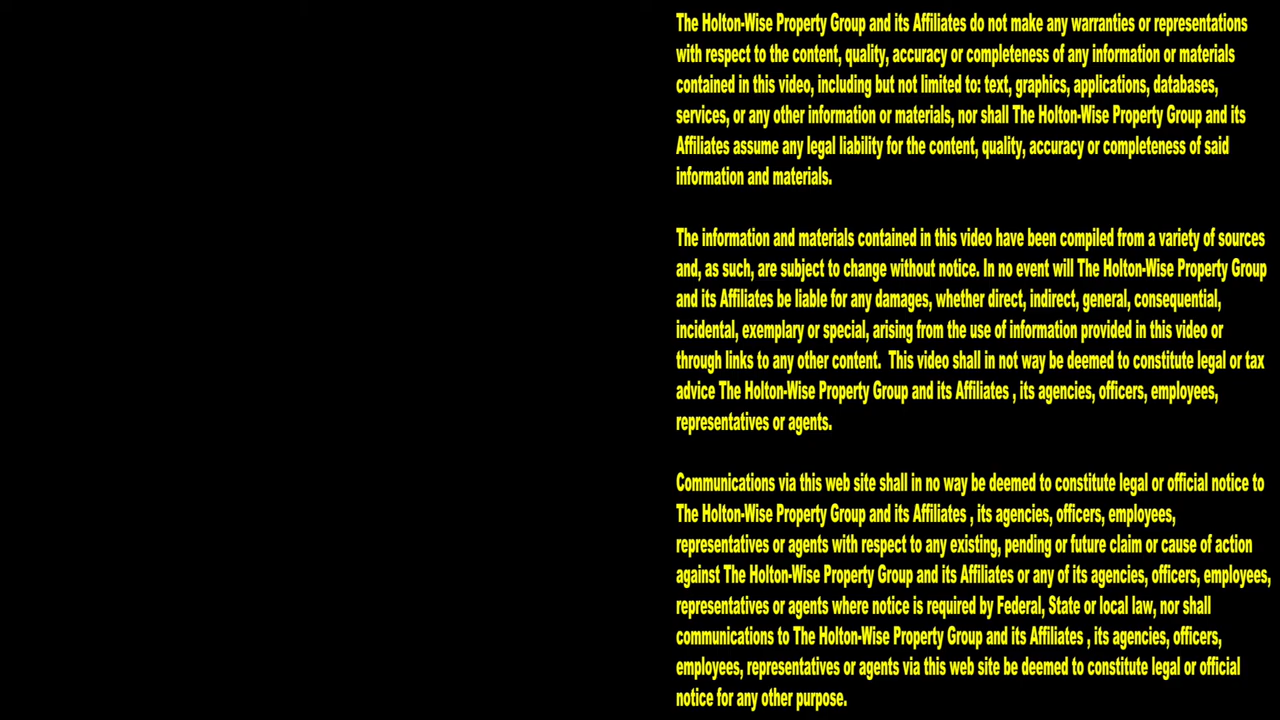 The Holton-Wise Property Group and its Affiliates do not make any warranties or representations
with respect to the content, quality, accuracy or completeness of any information or materials
contained in this video, including but not limited to: text, graphics, applications, databases,
services, or any other information or materials, nor shall The Holton-Wise Property Group and its
Affiliates assume any legal liability for the content, quality, accuracy or completeness of said
information and materials.
The information and materials contained in this video have been compiled from a variety of sources
and, as such, are subject to change without notice. In no event will The Holton-Wise Property Group
and its Affiliates be liable for any damages, whether direct, indirect, general, consequential,
incidental, exemplary or special, arising from the use of information provided in this video or
through links to any other content.  This video shall in not way be deemed to constitute legal or tax
advice The Holton-Wise Property Group and its Affiliates , its agencies, officers, employees,
representatives or agents.
Communications via this web site shall in no way be deemed to constitute legal or official notice to
The Holton-Wise Property Group and its Affiliates , its agencies, officers, employees,
representatives or agents with respect to any existing, pending or future claim or cause of action
against The Holton-Wise Property Group and its Affiliates or any of its agencies, officers, employees,
representatives or agents where notice is required by Federal, State or local law, nor shall
communications to The Holton-Wise Property Group and its Affiliates , its agencies, officers,
employees, representatives or agents via this web site be deemed to constitute legal or official
notice for any other purpose.